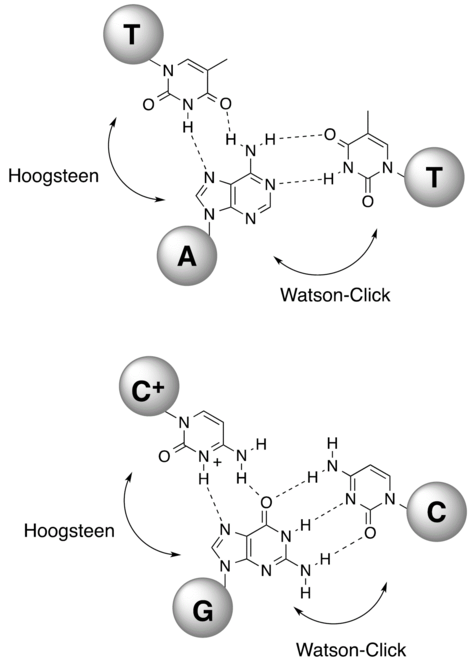 T
N
O N O
H H H O
N
N N
Hoogsteen N N H T
O
N N
A
Watson-Click
C+
N H H
O N + N N
H H H H
O N N C
H
Hoogsteen N N O
H
N N N
H
G
Watson-Click